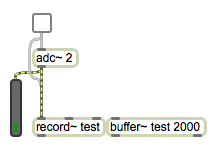 adc~ 2
record~ test
buffer~ test 2000